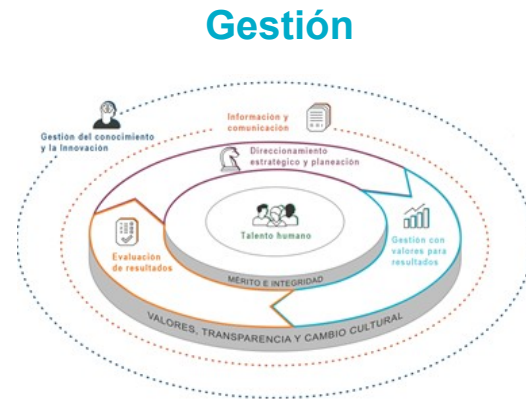 Gestión
Gestión del conocimiento
y la Innovación
Información y
comunicación
Direccionamiento
estratégico y planeación
Talento humano
Gestión con
valores para
resultados
Evaluación
de resultados
MÉRITO E INTEGRIDAD
VALORES, TRANSPARENCIA Y CAMBIO CULTURAL